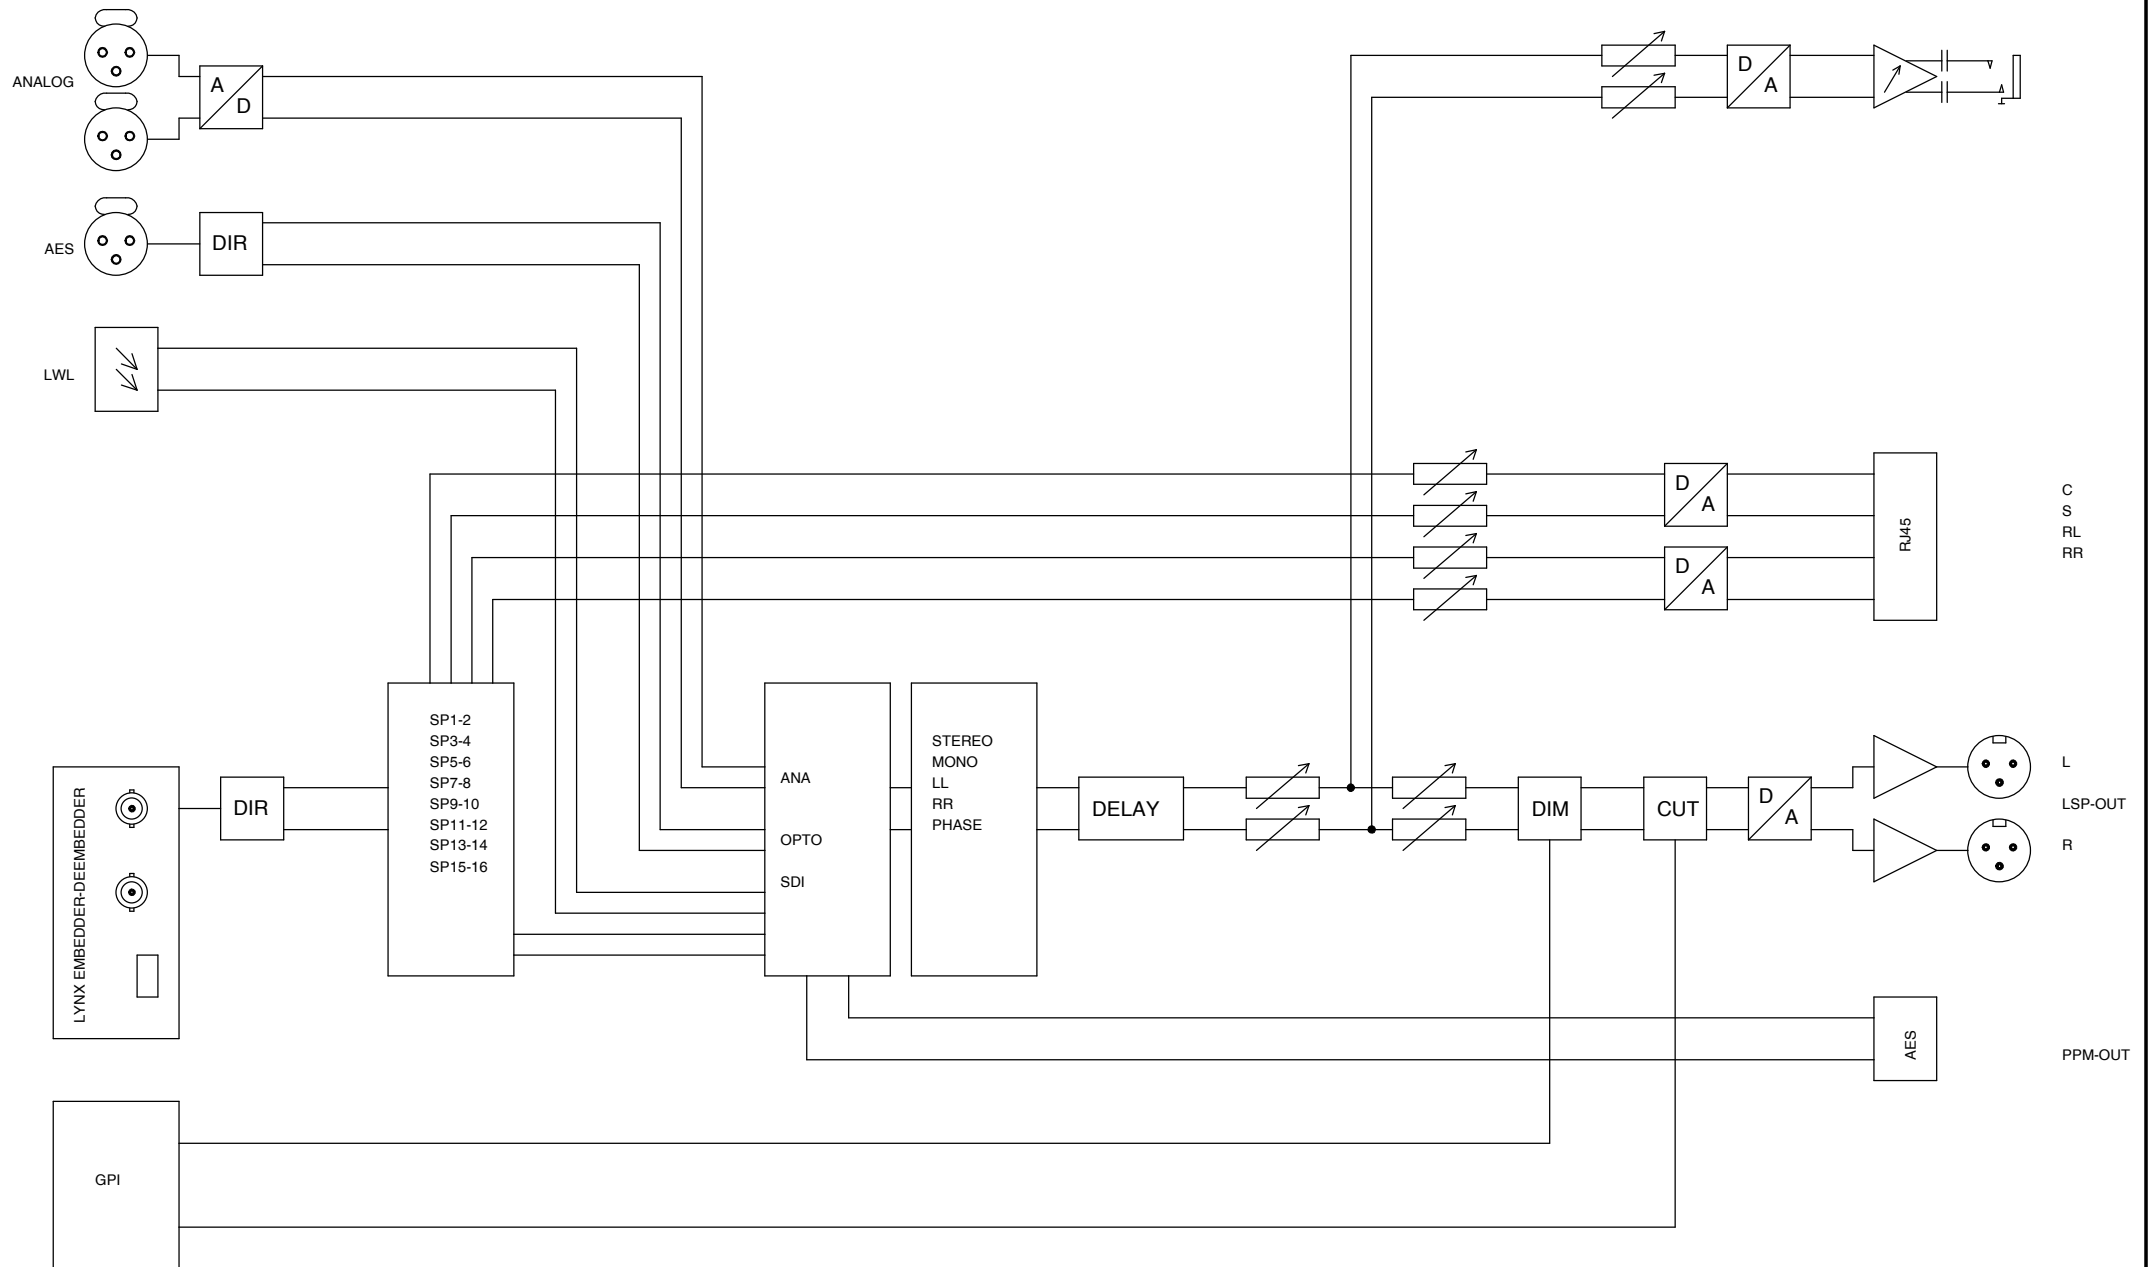 ANALOG
A
D
D
A
AES
DIR
LWL
D
A
D
A
RJ45
C
S
RL
RR
LYNX EMBEDDER-DEEMBEDDER
DIR
SP1-2
SP3-4
SP5-6
SP7-8
SP9-10
SP11-12
SP13-14
SP15-16
ANA
OPTO
SDI
STEREO
MONO
LL
RR
PHASE
DELAY
DIM
CUT
D
A
L
LSP-OUT
R
AES
PPM-OUT
GPI